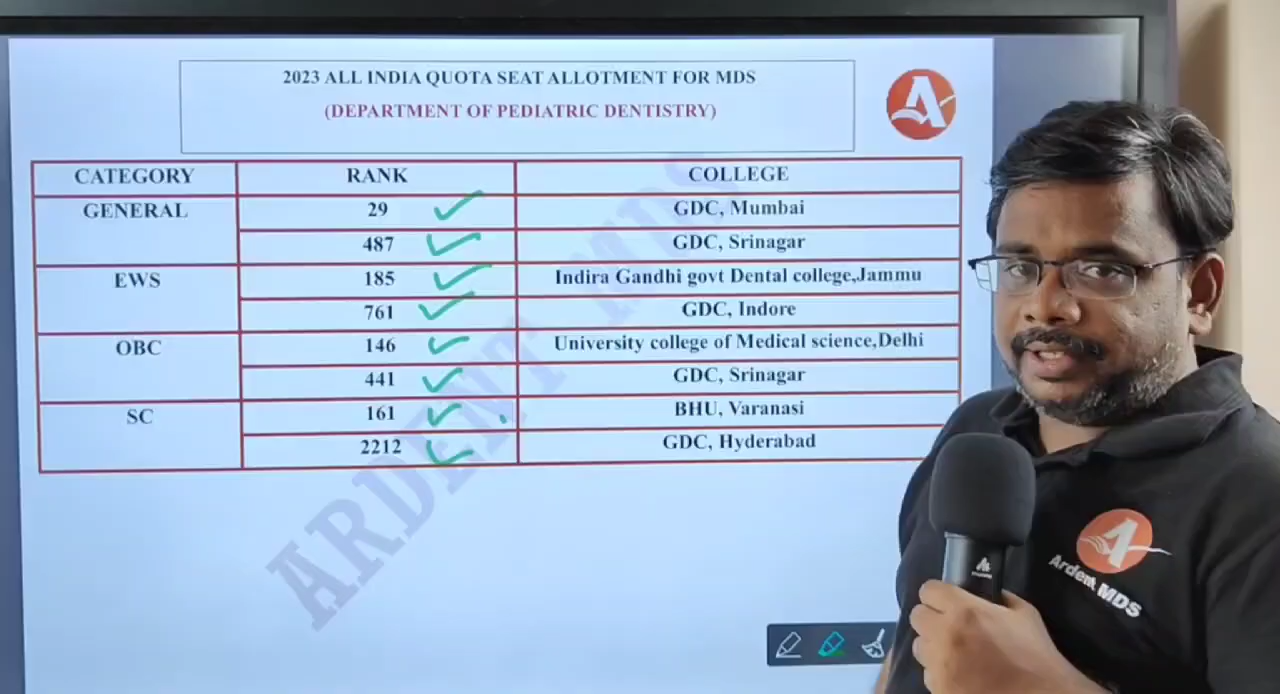 2023 ALL INDIA QUOTA SEAT ALLOTMENT FOR MDS
(DEPARTMENT OF PEDIATRIC DENTISTRY)
CATEGORY RANK COLLEGE
GENERAL 29 GDC, Mumbai
487 GDC, Srinagar
EWS 185 Indira Gandhi govt Dental college,Jammu
761 GDC, Indore
OBC 146 University college of Medical science,Delhi
441 GDC, Srinagar
SC 161 BHU, Varanasi
2212 GDC, Hyderabad
ARDENT MDS
Ardent MDS